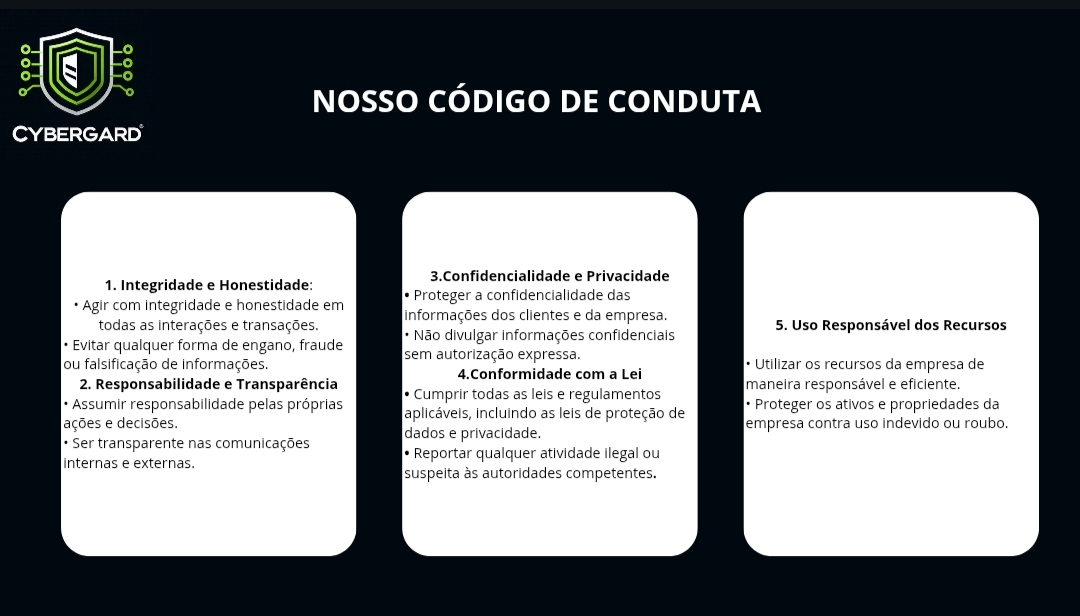 CYBERGARD®
NOSSO CÓDIGO DE CONDUTA
1. Integridade e Honestidade:
• Agir com integridade e honestidade em
todas as interações e transações.
• Evitar qualquer forma de engano, fraude
ou falsificação de informações.
2. Responsabilidade e Transparência
• Assumir responsabilidade pelas próprias
ações e decisões.
• Ser transparente nas comunicações
internas e externas.
3.Confidencialidade e Privacidade
• Proteger a confidencialidade das
informações dos clientes e da empresa.
• Não divulgar informações confidenciais
sem autorização expressa.
4.Conformidade com a Lei
• Cumprir todas as leis e regulamentos
aplicáveis, incluindo as leis de proteção de
dados e privacidade.
• Reportar qualquer atividade ilegal ou
suspeita às autoridades competentes.
5. Uso Responsável dos Recursos
• Utilizar os recursos da empresa de
maneira responsável e eficiente.
• Proteger os ativos e propriedades da
empresa contra uso indevido ou roubo.